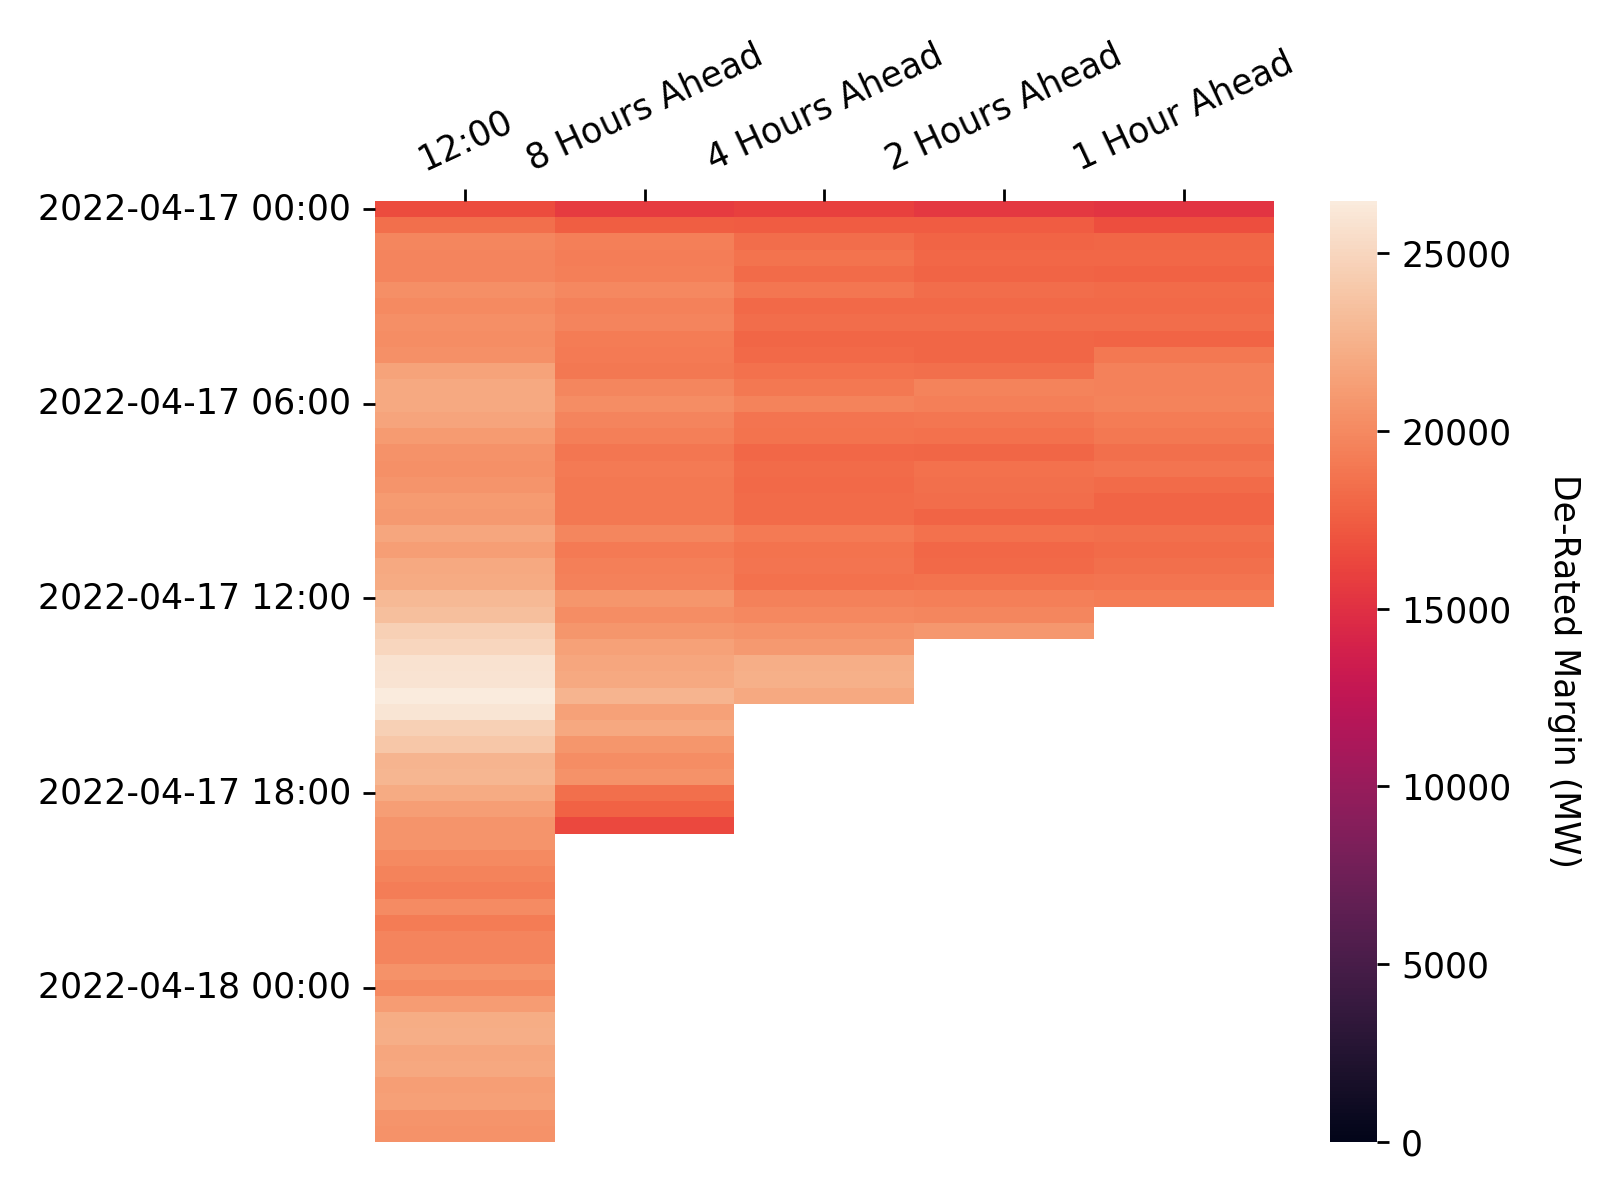 12:00
8 Hours Ahead
4 Hours Ahead
2 Hours Ahead
1 Hour Ahead
2022-04-17 00:00
2022-04-17 06:00
2022-04-17 12:00
2022-04-17 18:00
2022-04-18 00:00
25000
20000
15000
10000
5000
0
De-Rated Margin (MW)